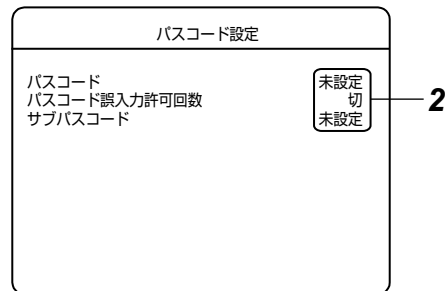 パスコード設定
パスコード 未設定
パスコード誤入力許可回数 切
サブパスコード 未設定
2